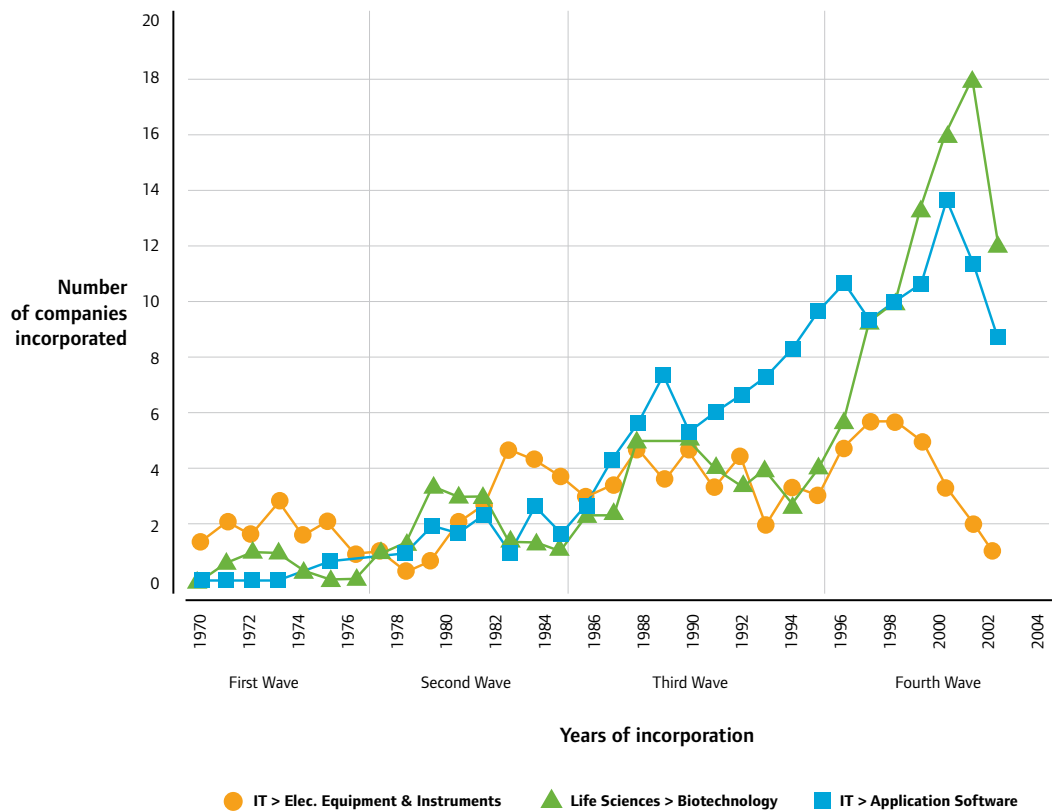 20
18
16
14
12
10
8
6
4
2
0
Number
of companies
incorporated
1970
1972
1974
1976
1978
1980
1982
1984
1986
1988
1990
1992
1994
1996
1998
2000
2002
2004
First Wave
Second Wave
Third Wave
Fourth Wave
Years of incorporation
IT > Elec. Equipment & Instruments
Life Sciences > Biotechnology
IT > Application Software